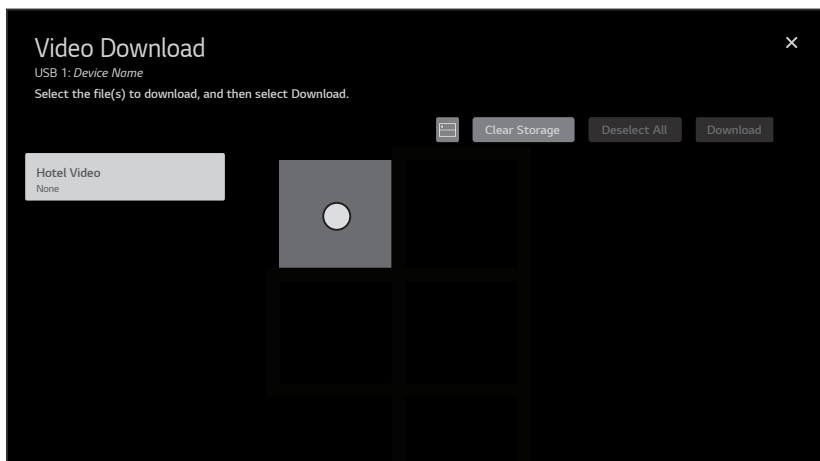 Video Download
USB 1: Device Name
Select the file(s) to download, and then select Download.
Clear Storage
Deselect All
Download
Hotel Video
None